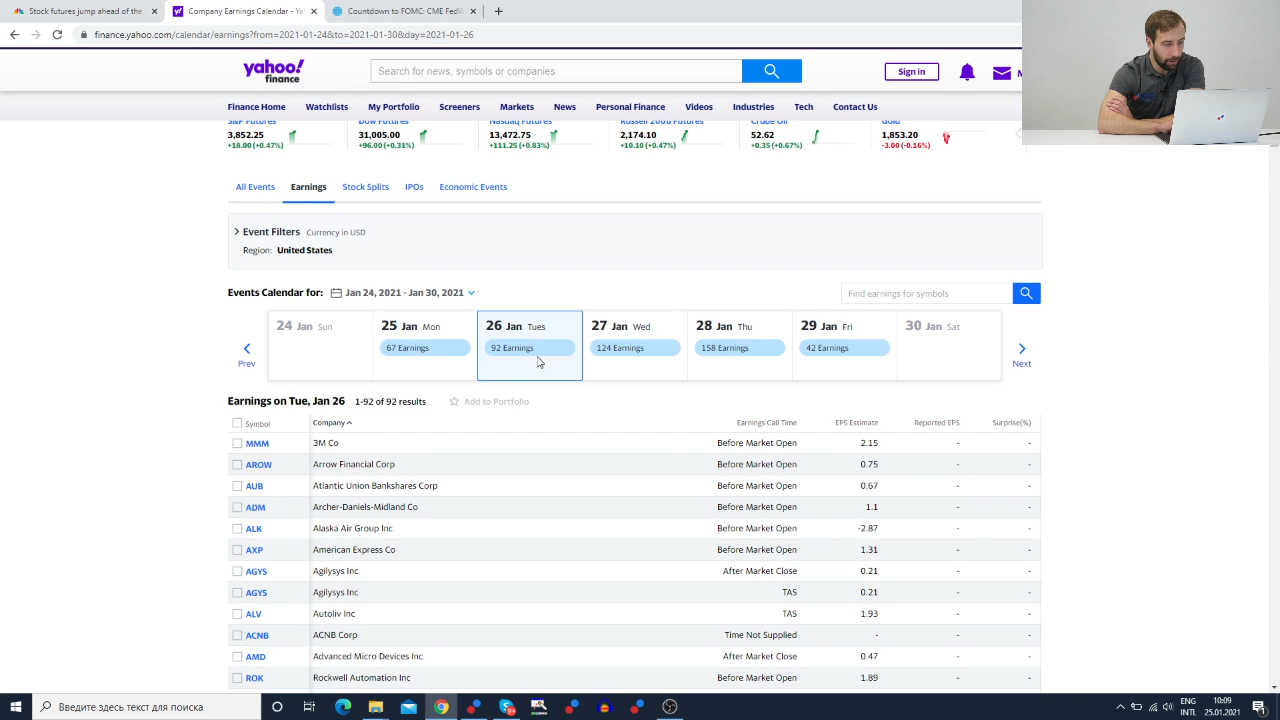 Stock futures jump ahead of the
Company Earnings Calendar - Ya
Countdown to FOMC: CME FedW
finance.yahoo.com/calendar/earnings?from=2021-01-24&to=2021-01-30&day=2021-01-26
yahoo!
finance
Search for news, symbols or companies
Sign in
Finance Home Watchlists My Portfolio Screeners Markets News Personal Finance Videos Industries Tech Contact Us
S&P Futures Dow Futures Nasdaq Futures Russell 2000 Futures Crude Oil Gold
3,852.25 31,005.00 13,472.75 2,174.10 52.62 1,853.20
+18.00 (+0.47%) +96.00 (+0.31%) +111.25 (+0.83%) +10.10 (+0.47%) +0.35 (+0.67%) -3.00 (-0.16%)
All Events Earnings Stock Splits IPOs Economic Events
Event Filters Currency in USD
Region: United States
Events Calendar for: Jan 24, 2021 - Jan 30, 2021 Find earnings for symbols
24 Jan Sun 25 Jan Mon 26 Jan Tues 27 Jan Wed 28 Jan Thu 29 Jan Fri 30 Jan Sat
67 Earnings 92 Earnings 124 Earnings 158 Earnings 42 Earnings
Prev Next
Earnings on Tue, Jan 26 1-92 of 92 results Add to Portfolio
Symbol Company Earnings Call Time EPS Estimate Reported EPS Surprise(%)
MMM 3M Co Before Market Open 2.15 - -
AROW Arrow Financial Corp Before Market Open 0.75 - -
AUB Atlantic Union Bankshares Corp Before Market Open 0.67 - -
ADM Archer-Daniels-Midland Co Before Market Open 1.1 - -
ALK Alaska Air Group Inc Before Market Open -2.87 - -
AXP American Express Co Before Market Open 1.31 - -
AGYS Agilysys Inc After Market Close 0.21 - -
AGYS Agilysys Inc TAS 0.21 - -
ALV Autoliv Inc TAS 1.93 - -
ACNB ACNB Corp Time Not Supplied - - -
AMD Advanced Micro Devices Inc After Market Close 0.47 - -
ROK Rockwell Automation Inc Before Market Open 1.89 - -
Введите здесь текст для поиска
ENG 10:09
INTL 25.01.2021